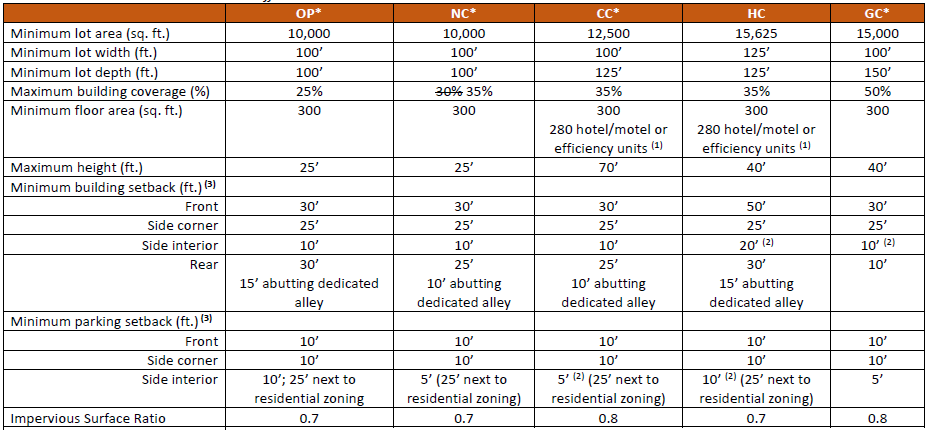 OP* NC* CC* HC GC*
Minimum lot area (sq. ft.) 10,000 10,000 12,500 15,625 15,000
Minimum lot width (ft.) 100’ 100’ 100’ 125’ 100’
Minimum lot depth (ft.) 100’ 100’ 125’ 125’ 150’
Maximum building coverage (%) 25% 30% 35% 35% 35% 50%
Minimum floor area (sq. ft.) 300 300 300 300 300
280 hotel/motel or 280 hotel/motel or
efficiency units (1) efficiency units (1)
Maximum height (ft.) 25’ 25’ 70’ 40’ 40’
Minimum building setback (ft.) (3)
Front 30’ 30’ 30’ 50’ 30’
Side corner 25’ 25’ 25’ 25’ 25’
Side interior 10’ 10’ 10’ 20’ (2) 10’ (2)
Rear 30’ 25’ 25’ 30’ 10’
15’ abutting dedicated 10’ abutting 10’ abutting 15’ abutting
alley dedicated alley dedicated alley dedicated alley
Minimum parking setback (ft.) (3)
Front 10’ 10’ 10’ 10’ 10’
Side corner 10’ 10’ 10’ 10’ 10’
Side interior 10’; 25’ next to 5’ (25’ next to 5’ (2) (25’ next to 10’ (2) (25’ next to 5’
residential zoning residential zoning) residential zoning) residential zoning)
Impervious Surface Ratio 0.7 0.7 0.8 0.7 0.8